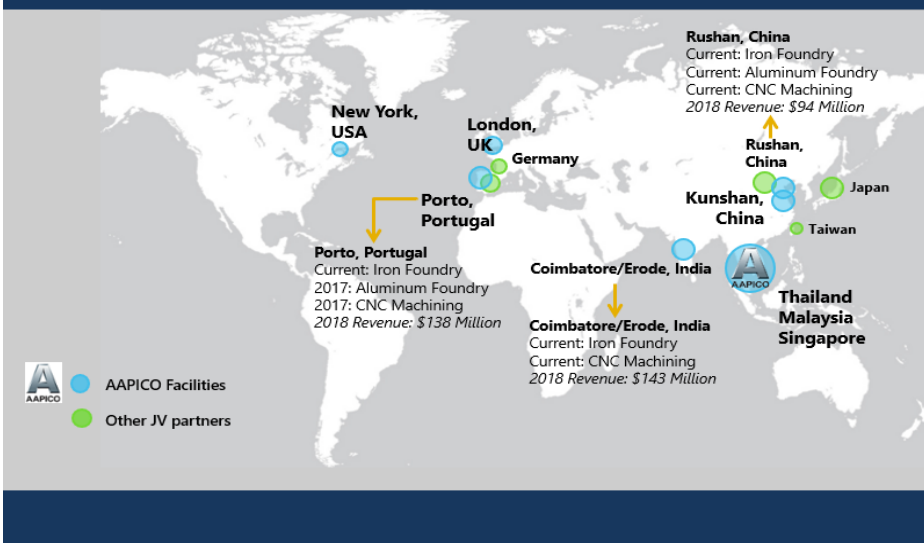 Rushan, China
Current: Iron Foundry
Current: Aluminum Foundry
Current: CNC Machining
2018 Revenue: $94 Million
New York,
USA
London,
UK
Germany
Rushan,
China
Kunshan,
China
Japan
Taiwan
Porto,
Portugal
Porto, Portugal
Current: Iron Foundry
2017: Aluminum Foundry
2017: CNC Machining
2018 Revenue: $138 Million
Coimbatore/Erode, India
Coimbatore/Erode, India
Current: Iron Foundry
Current: CNC Machining
2018 Revenue: $143 Million
AAPICO
Thailand
Malaysia
Singapore
AAPICO
AAPICO Facilities
Other JV partners